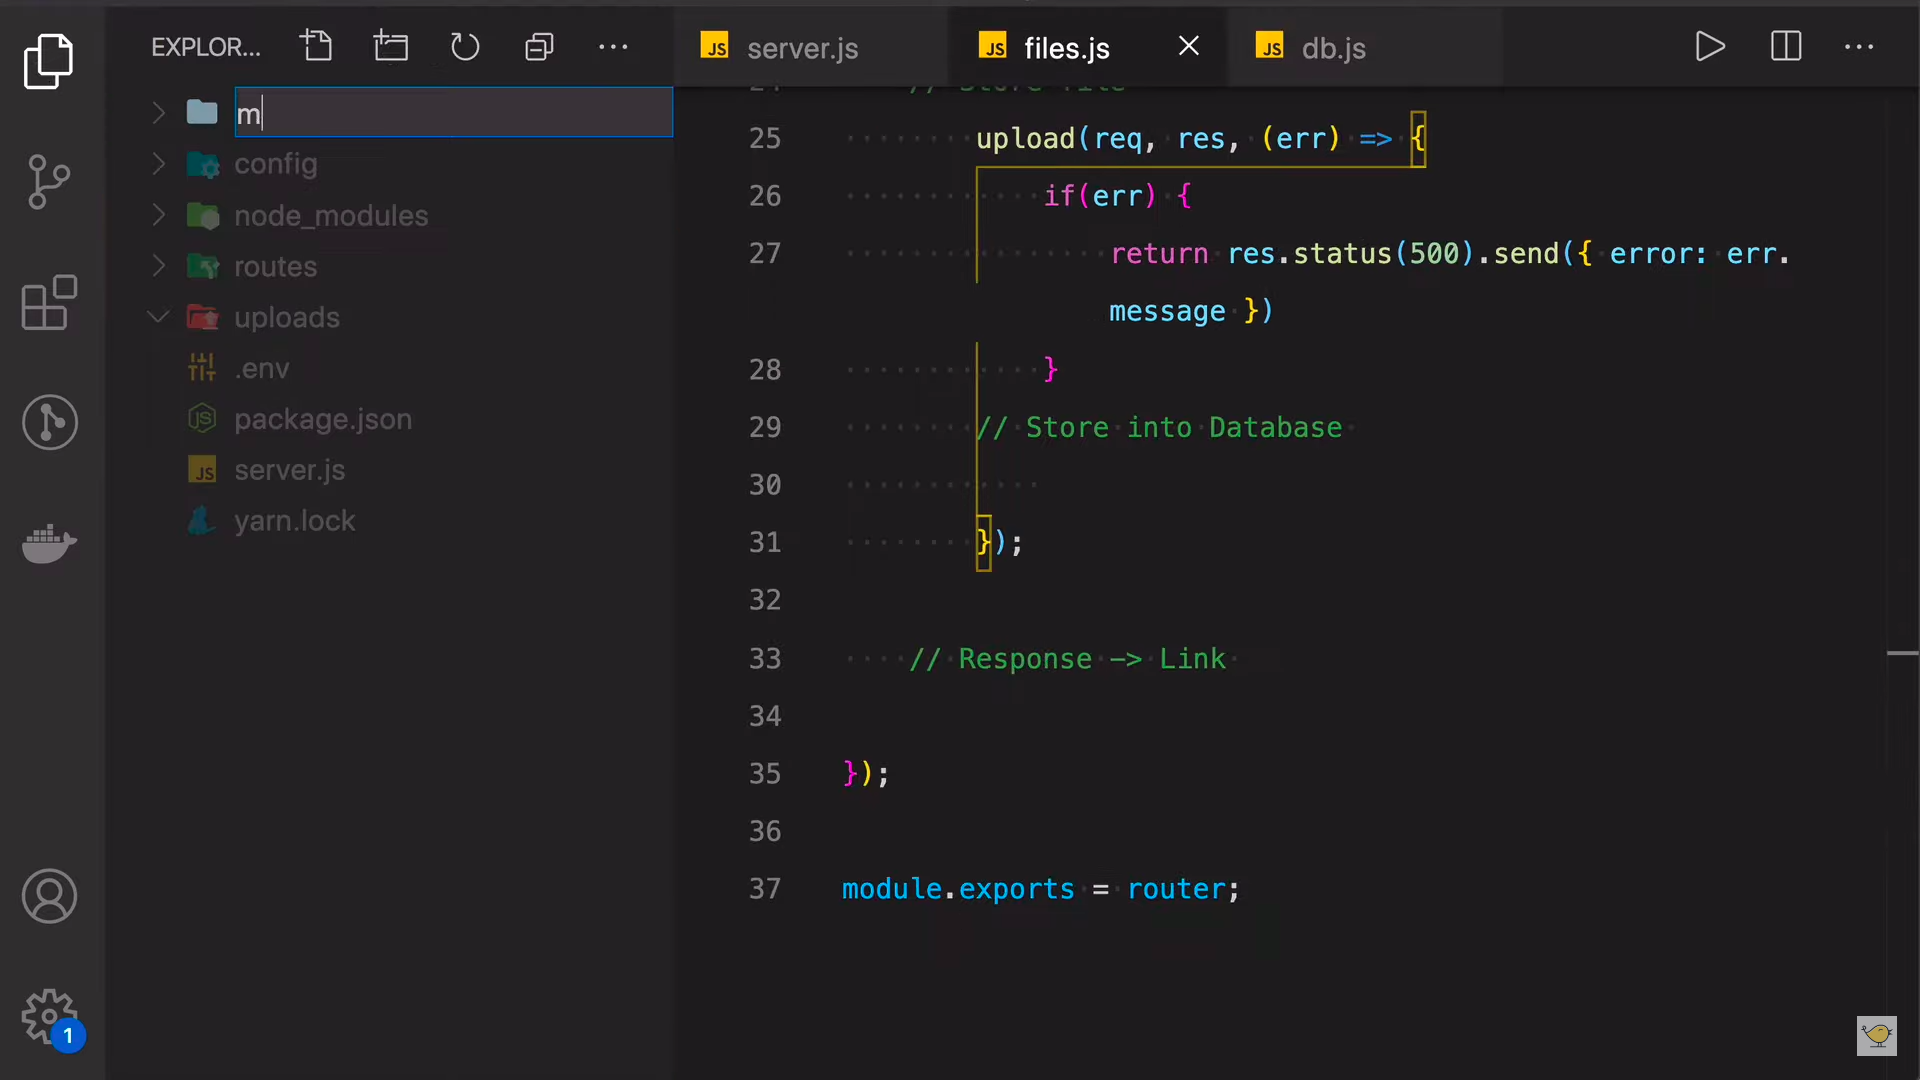 EXPLOR...
server.js
files.js
db.js
m
config
node_modules
routes
uploads
.env
package.json
server.js
yarn.lock
25 upload(req, res, (err) => {
26 if(err) {
27 return res.status(500).send({ error: err.
message })
28 }
29 // Store into Database
30
31 });
32
33 // Response -> Link
34
35 });
36
37 module.exports = router;
1